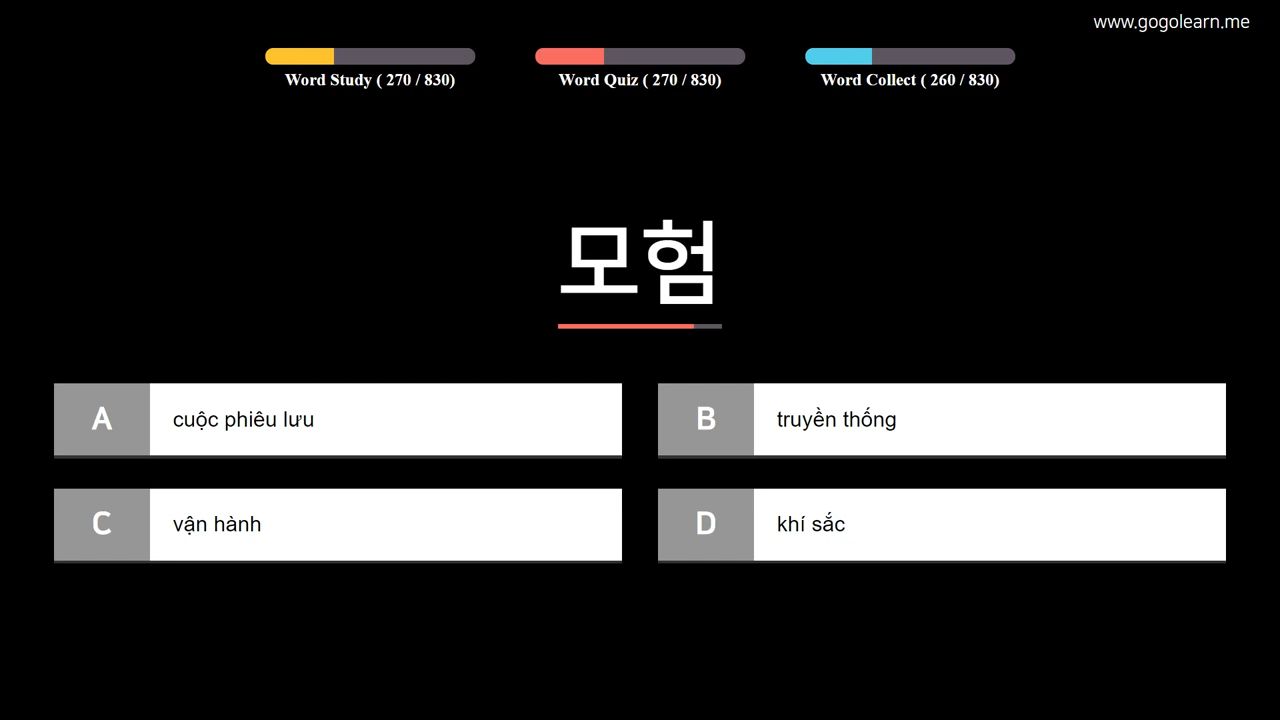 www.gogolearn.me
Word Study ( 270 / 830)
Word Quiz ( 270 / 830)
Word Collect ( 260 / 830)
모험
A cuộc phiêu lưu
B truyền thống
C vận hành
D khí sắc